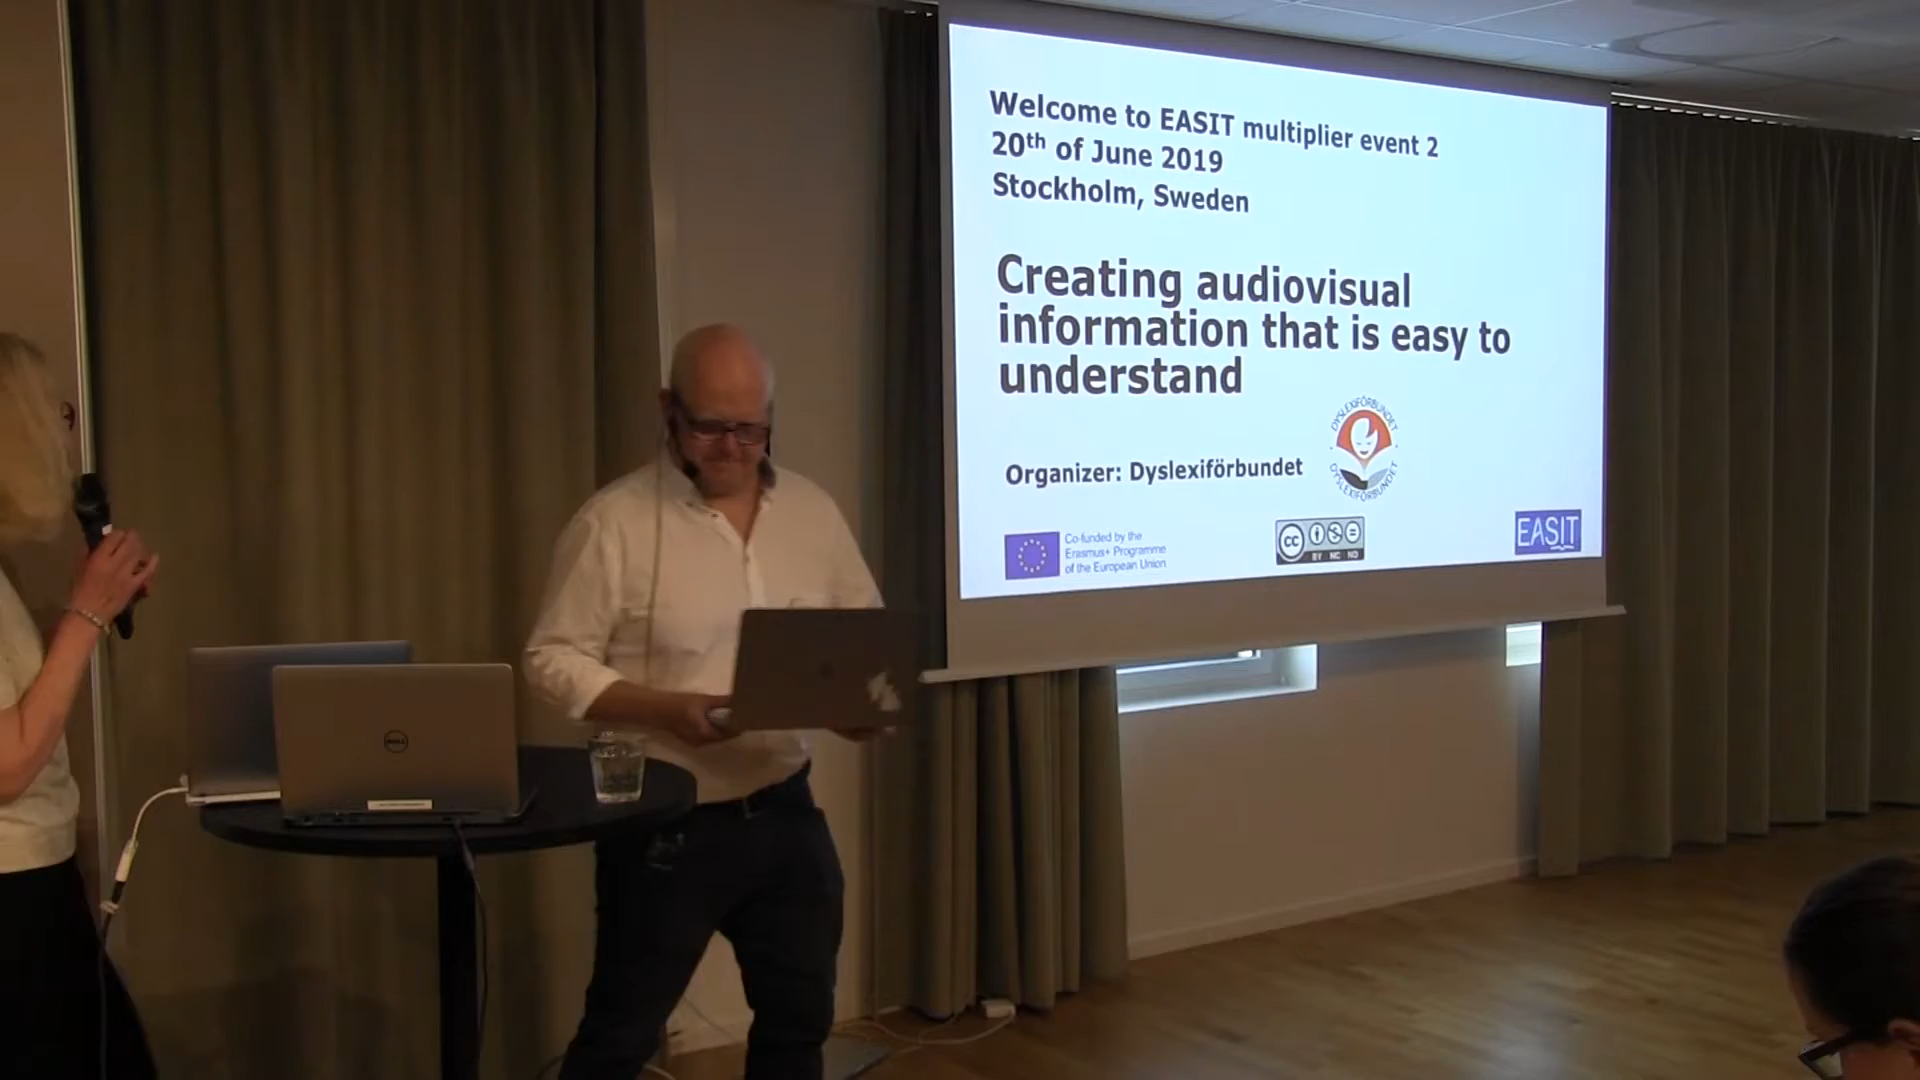 Welcome to EASIT multiplier event 2
20th of June 2019
Stockholm, Sweden
Creating audiovisual
information that is easy to
understand
DYSLEXIFÖRBUNDET
DYSLEXIFÖRBUNDET
Organizer: Dyslexiförbundet
Co-funded by the
Erasmus+ Programme
of the European Union
CC
BY NC ND
EASIT
DELL